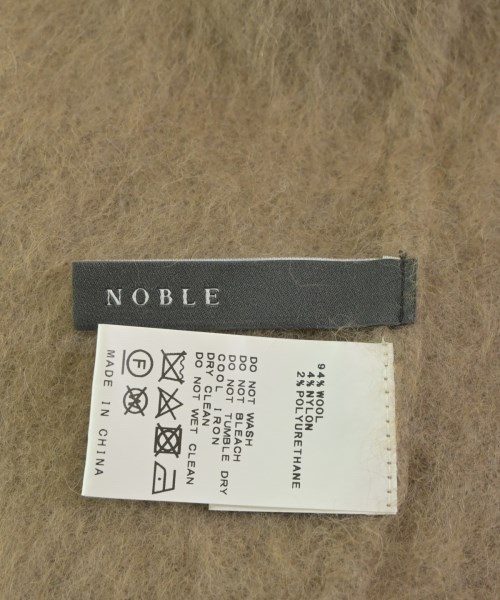 NOBLE
94% WOOL
4% NYLON
2% POLYURETHANE
DO NOT WASH
DO NOT BLEACH
DO NOT TUMBLE DRY
COOL IRON
DRY CLEAN
DO NOT WET CLEAN
F
W
MADE IN CHINA